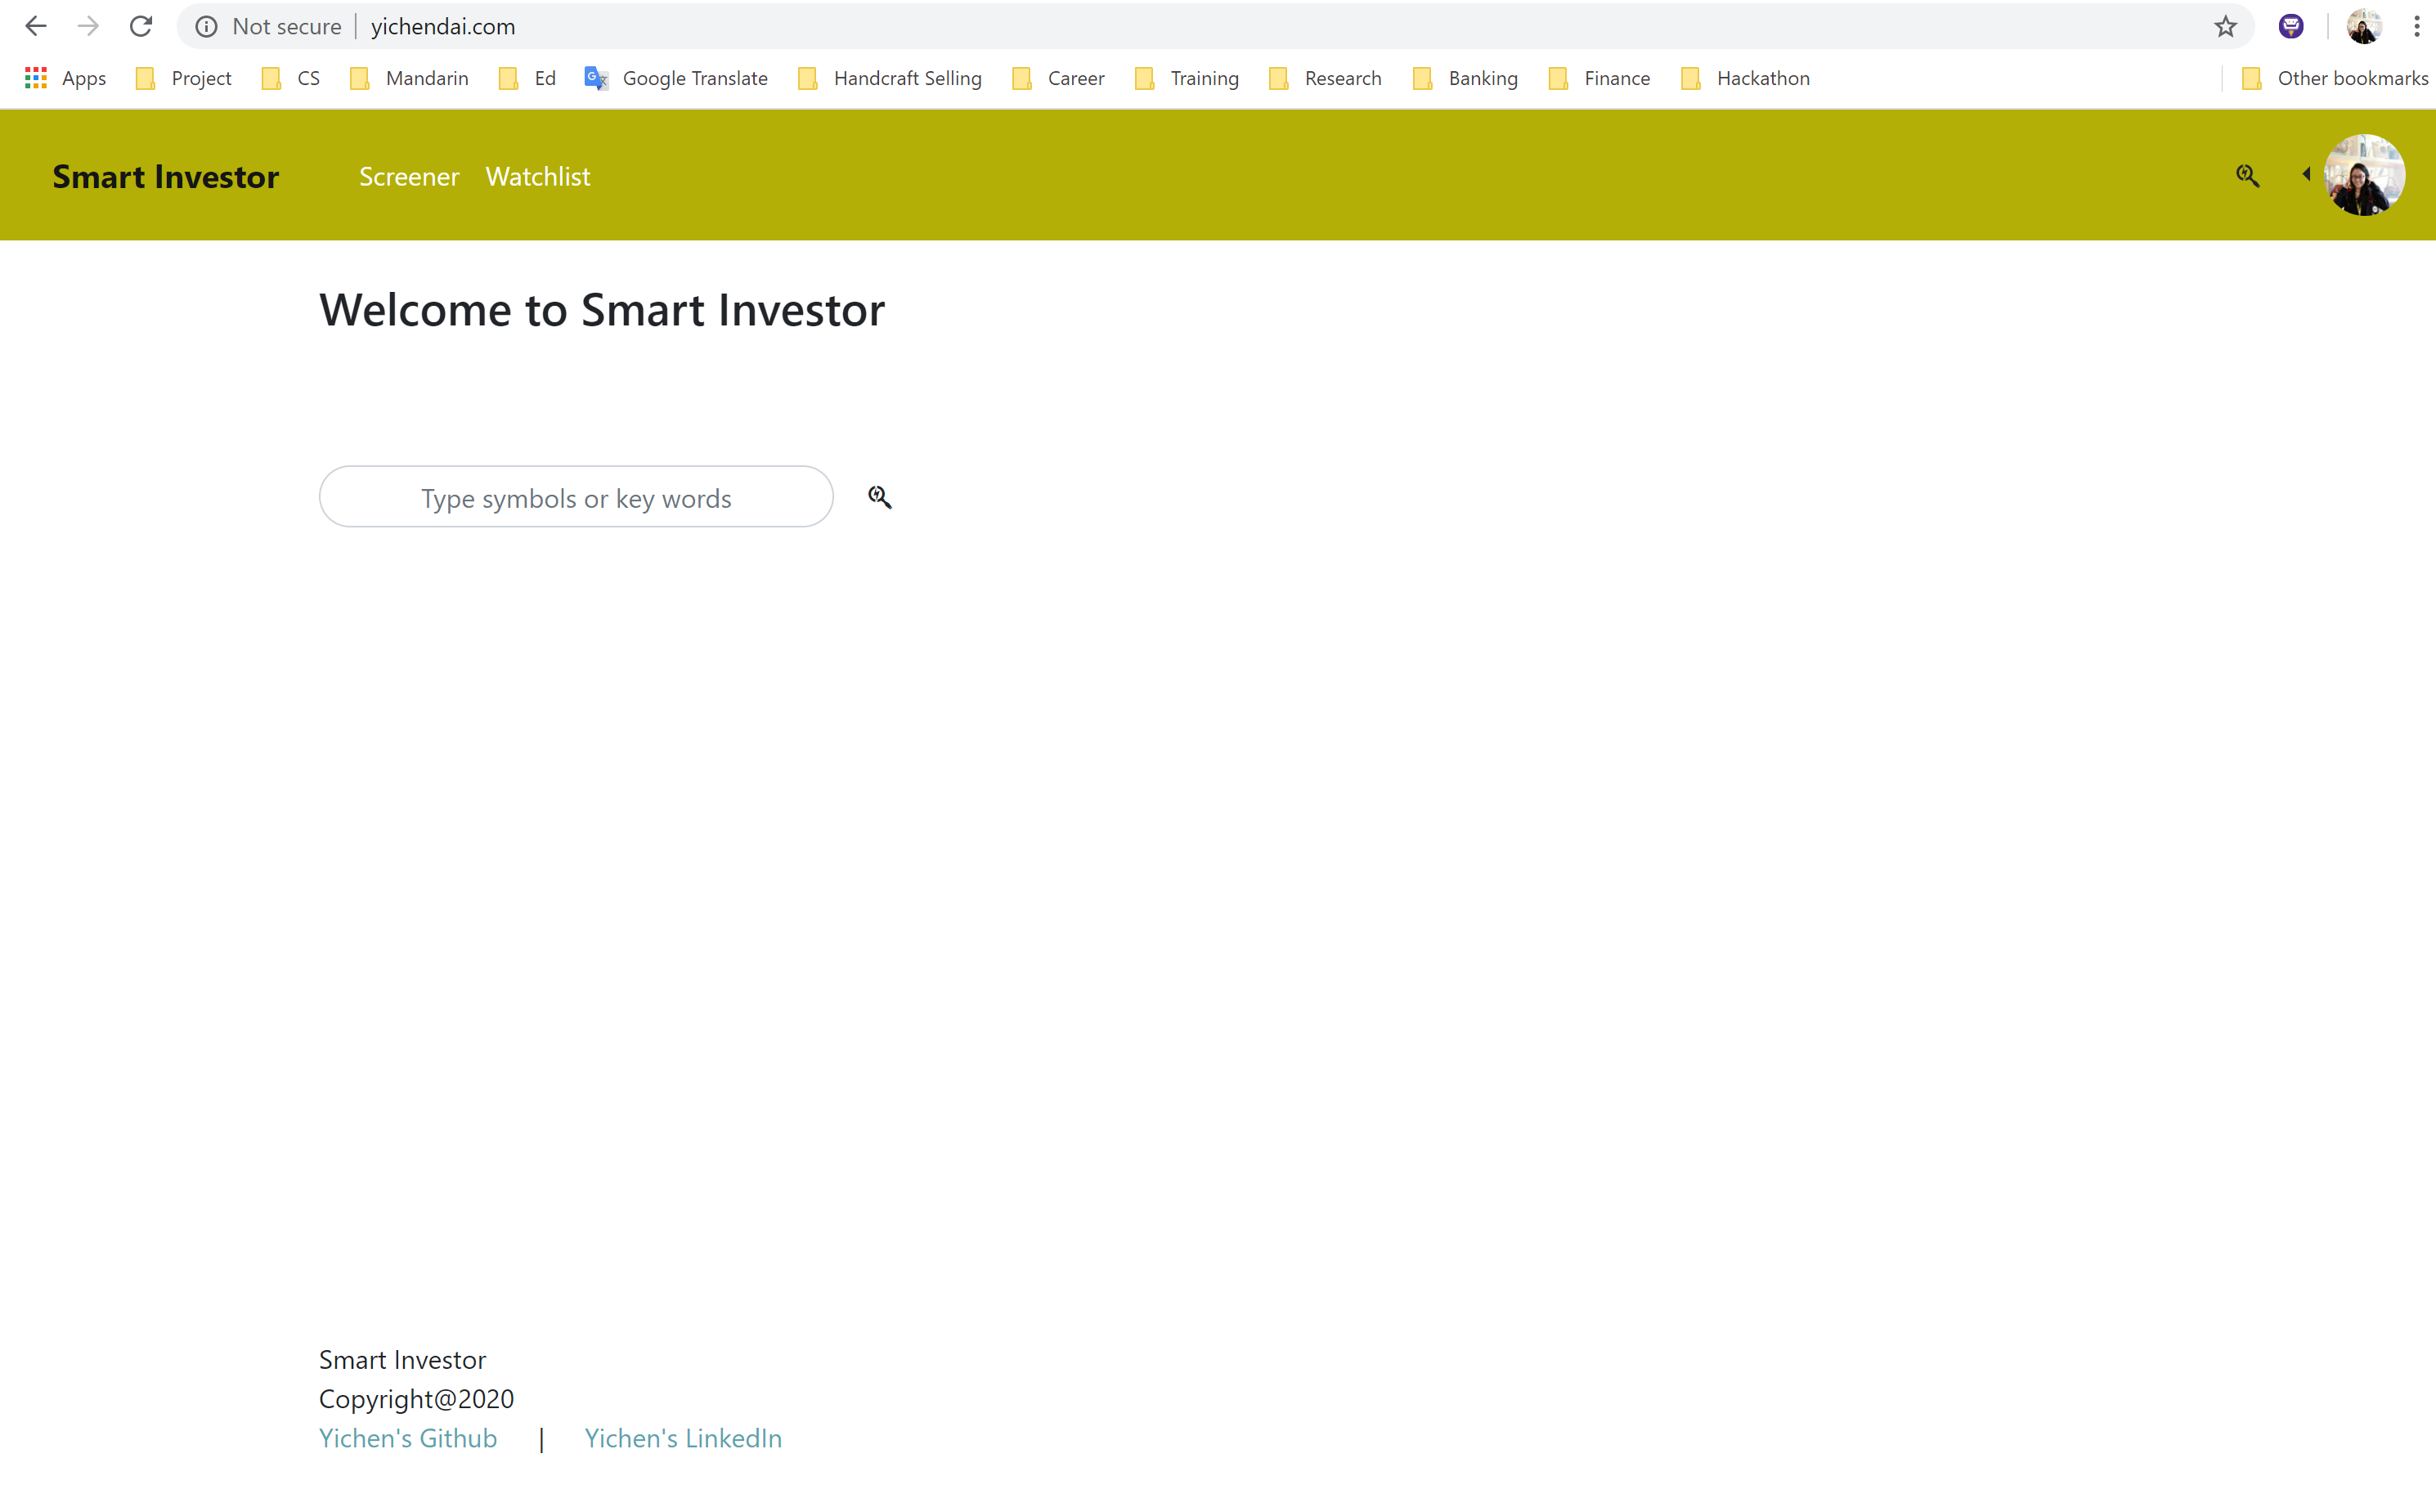 Not secure | yichendai.com
Apps Project CS Mandarin Ed Google Translate Handcraft Selling Career Training Research Banking Finance Hackathon Other bookmarks
Smart Investor Screener Watchlist
Welcome to Smart Investor
Type symbols or key words
Smart Investor
Copyright@2020
Yichen's Github | Yichen's LinkedIn